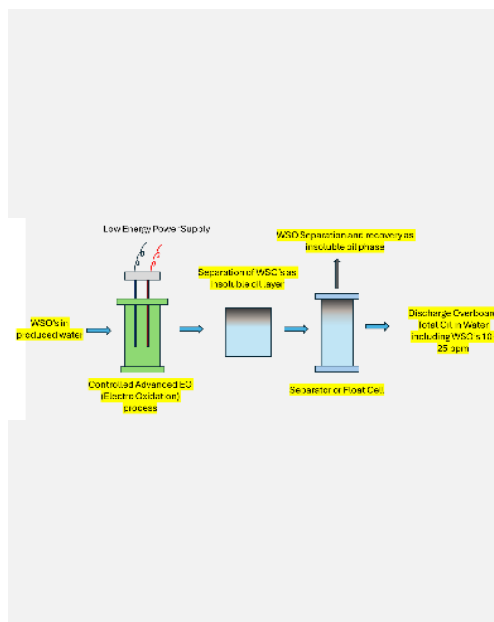 Low Energy Power Supply
WSO Separation and recovery as
insoluble oil phase
Separation of WSO's as
insoluble oil layer
WSO's in
produced water
Discharge Overboard
Total Oil in Water
including WSO's 10
25 ppm
Controlled Advanced EO
(Electro Oxidation)
process
Separator or Float Cell